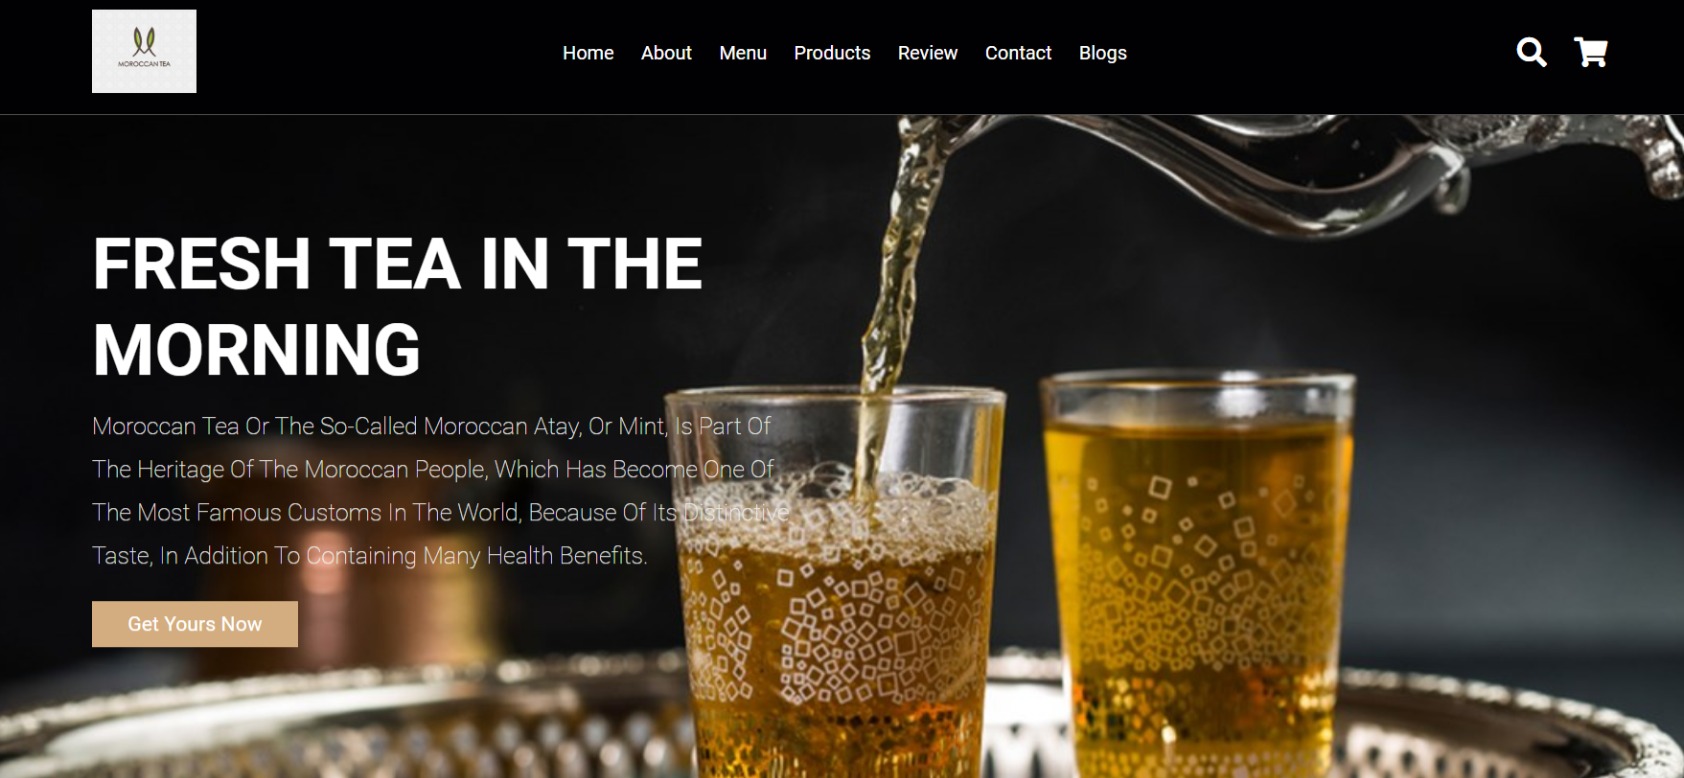 MOROCCAN TEA
Home About Menu Products Review Contact Blogs
FRESH TEA IN THE
MORNING
Moroccan Tea Or The So-Called Moroccan Atay, Or Mint, Is Part Of
The Heritage Of The Moroccan People, Which Has Become One Of
The Most Famous Customs In The World, Because Of Its Distinctive
Taste, In Addition To Containing Many Health Benefits.
Get Yours Now